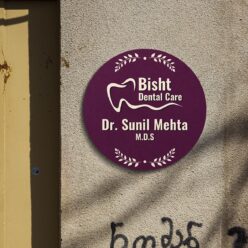 Bisht
Dental Care
Dr. Sunil Mehta
M.D.S